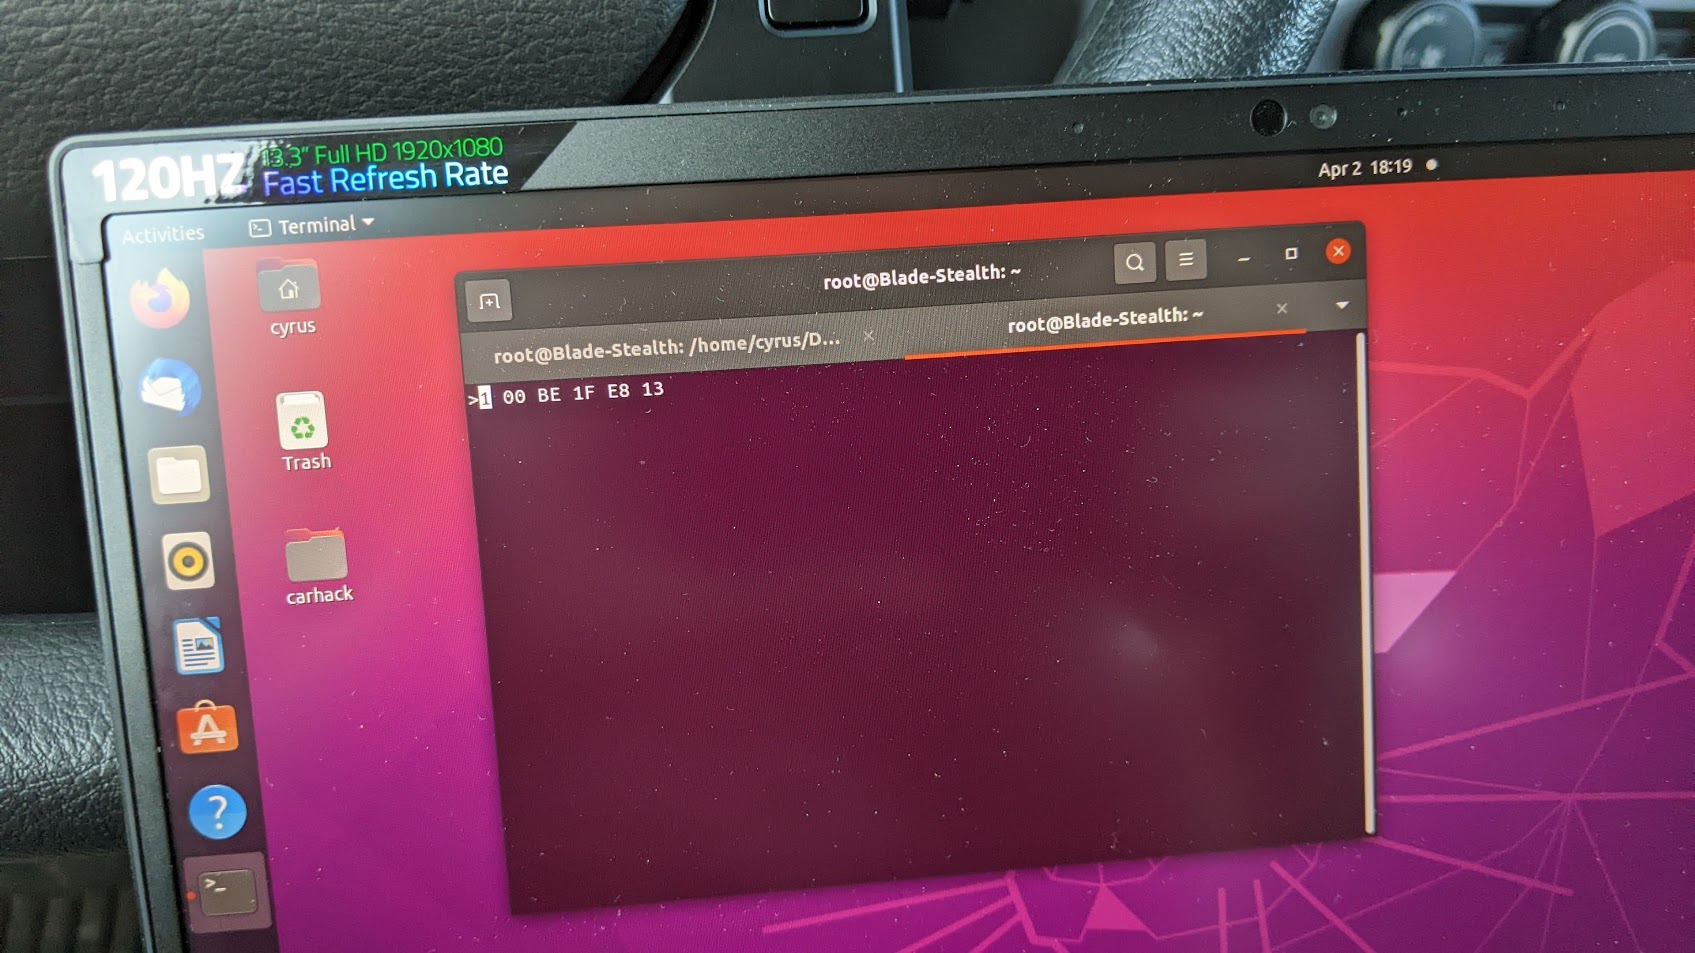 120HZ
13.3" Full HD 1920x1080
Fast Refresh Rate
Apr 2 18:19
Activities
Terminal
root@Blade-Stealth: ~
cyrus
root@Blade-Stealth: /home/cyrus/D...
root@Blade-Stealth: ~
>1 00 BE 1F E8 13
Trash
carhack